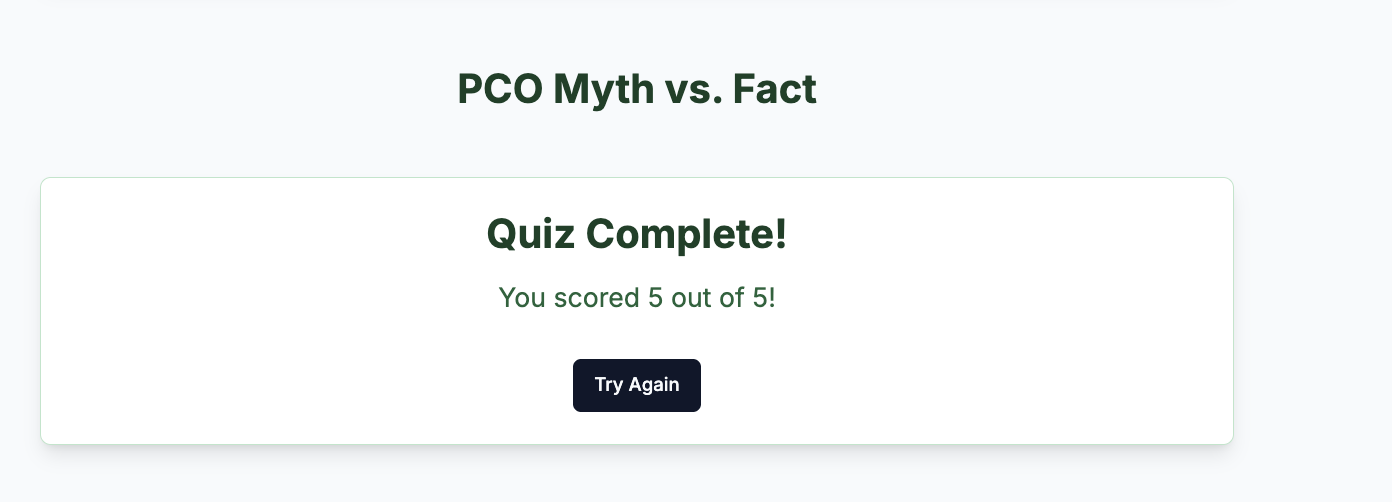 PCO Myth vs. Fact
Quiz Complete!
You scored 5 out of 5!
Try Again